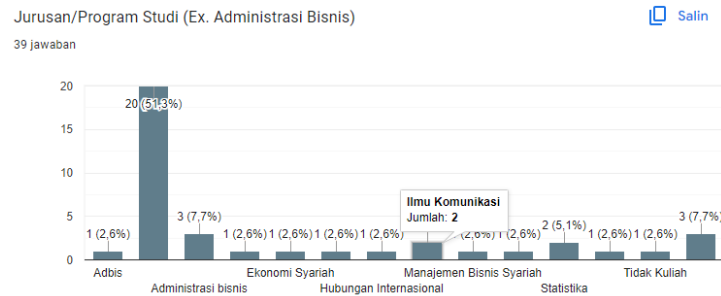 Jurusan/Program Studi (Ex. Administrasi Bisnis)
Salin
39 jawaban
20
15
10
5
0
1 (2,6%)
20 (51,3%)
3 (7,7%)
1 (2,6%)
1 (2,6%)
1 (2,6%)
1 (2,6%)
Ilmu Komunikasi
Jumlah: 2
(2,6%)
1 (2,6%)
2 (5,1%)
1 (2,6%)
1 (2,6%)
3 (7,7%)
Adbis
Administrasi bisnis
Ekonomi Syariah
Hubungan Internasional
Manajemen Bisnis Syariah
Statistika
Tidak Kuliah